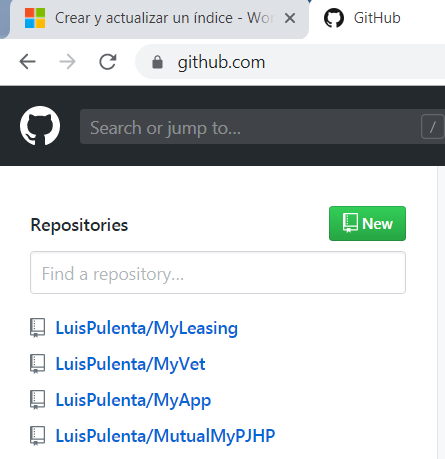 Crear y actualizar un índice - Wor
GitHub
github.com
Search or jump to...
/
Repositories
New
Find a repository...
LuisPulenta/MyLeasing
LuisPulenta/MyVet
LuisPulenta/MyApp
LuisPulenta/MutualMyPJHP